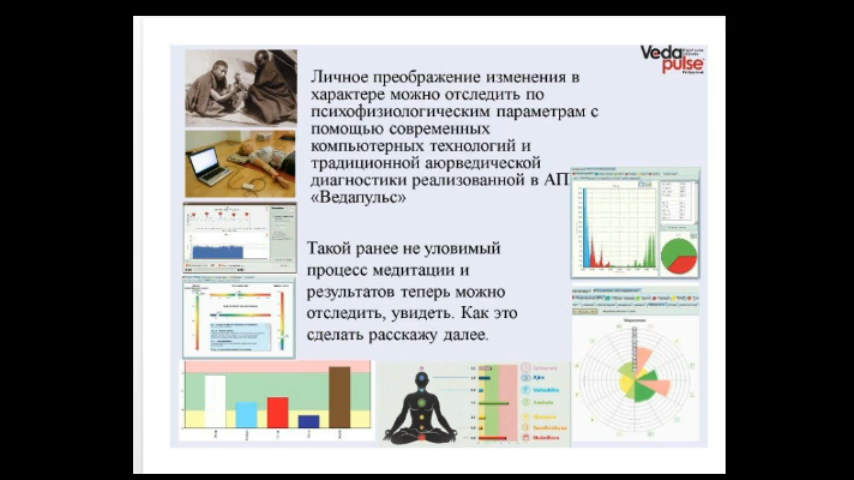 Veda
pulse
Личное преображение изменения в
характере можно отследить по
психофизиологическим параметрам с
помощью современных
компьютерных технологий и
традиционной аюрведической
диагностики реализованной в АП
«Ведапульс»
Такой ранее не уловимый
процесс медитации и
результатов теперь можно
отследить, увидеть. Как это
сделать расскажу далее.